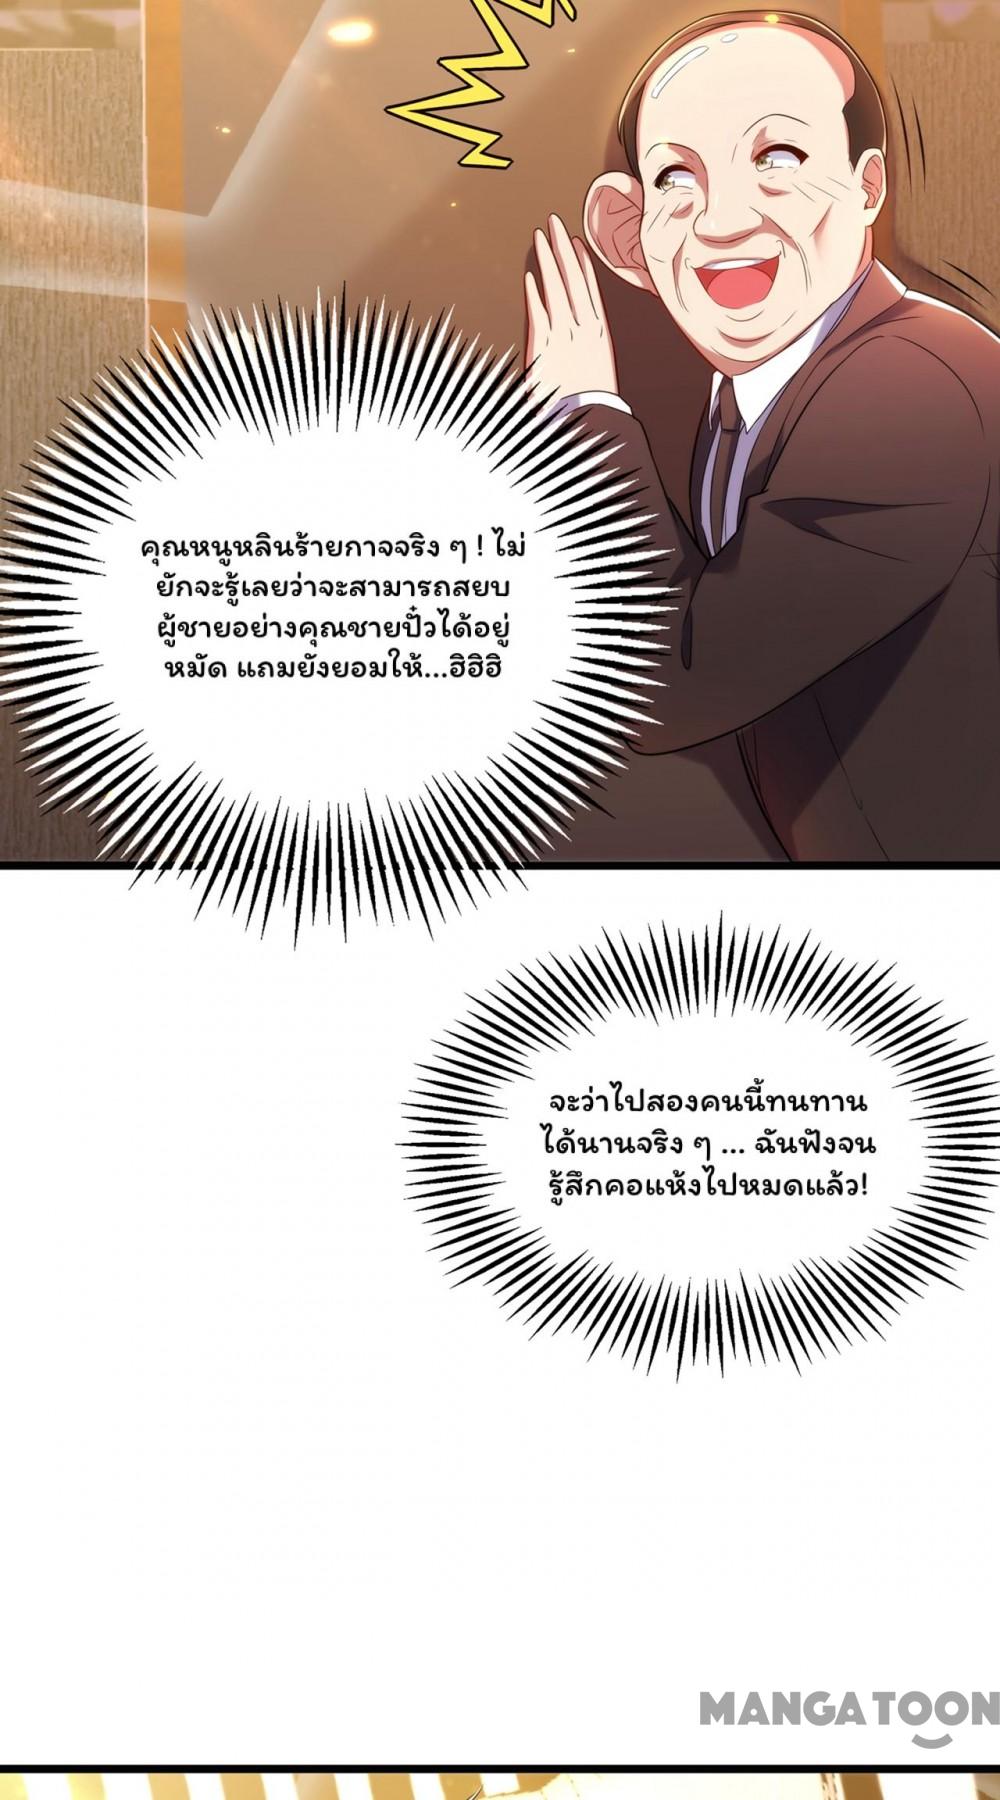 คุณหนูหลินร้ายกาจจริง ๆ ! ไม่
ยักจะรู้เลยว่าจะสามารถสยบ
ผู้ชายอย่างคุณชายปั๋วได้อยู่
หมัด แถมยังยอมให้...ฮิฮิฮิ
จะว่าไปสองคนนี้ทนทาน
ได้นานจริง ๆ ... ฉันฟังจน
รู้สึกคอแห้งไปหมดแล้ว!
MANGATOON